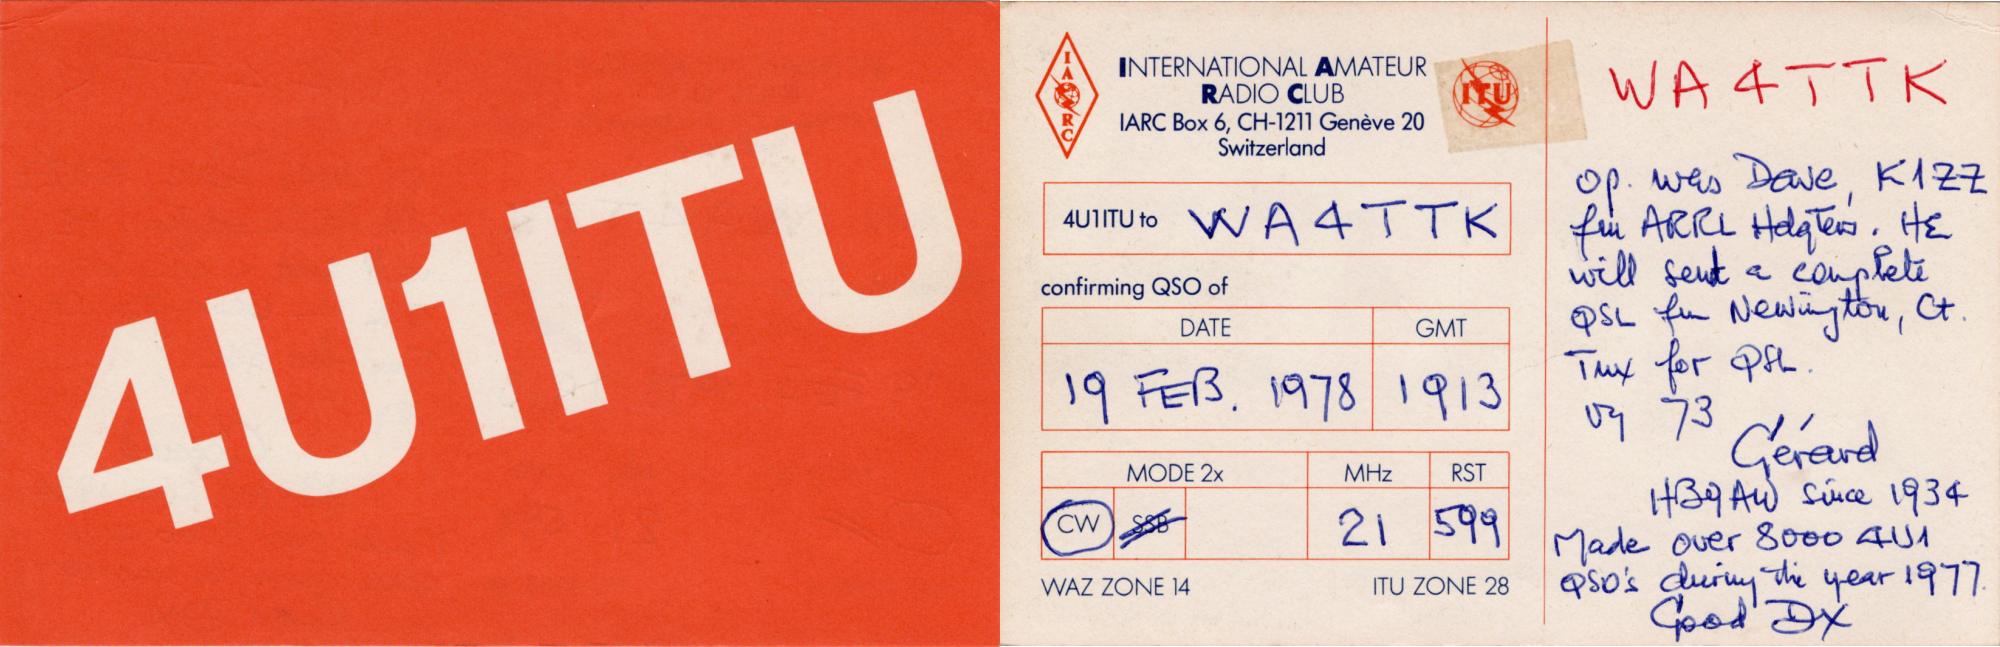 4U1ITU
IARC
INTERNATIONAL AMATEUR
RADIO CLUB
IARC Box 6, CH-1211 Genève 20
Switzerland
ITU
4U1ITU to WA4TTK
confirming QSO of
DATE GMT
19 FEB. 1978 1913
MODE 2x MHz RST
CW SSB 21 599
WAZ ZONE 14 ITU ZONE 28
WA4TTK
op. was Dave, K1ZZ
fm ARRL Hdqters. HE
will sent a complete
QSL fm Newington, Ct.
Tnx for QSL.
vy 73
Gérard
HB9AW since 1934
Made over 8000 4U1
QSO's during the year 1977.
Good DX